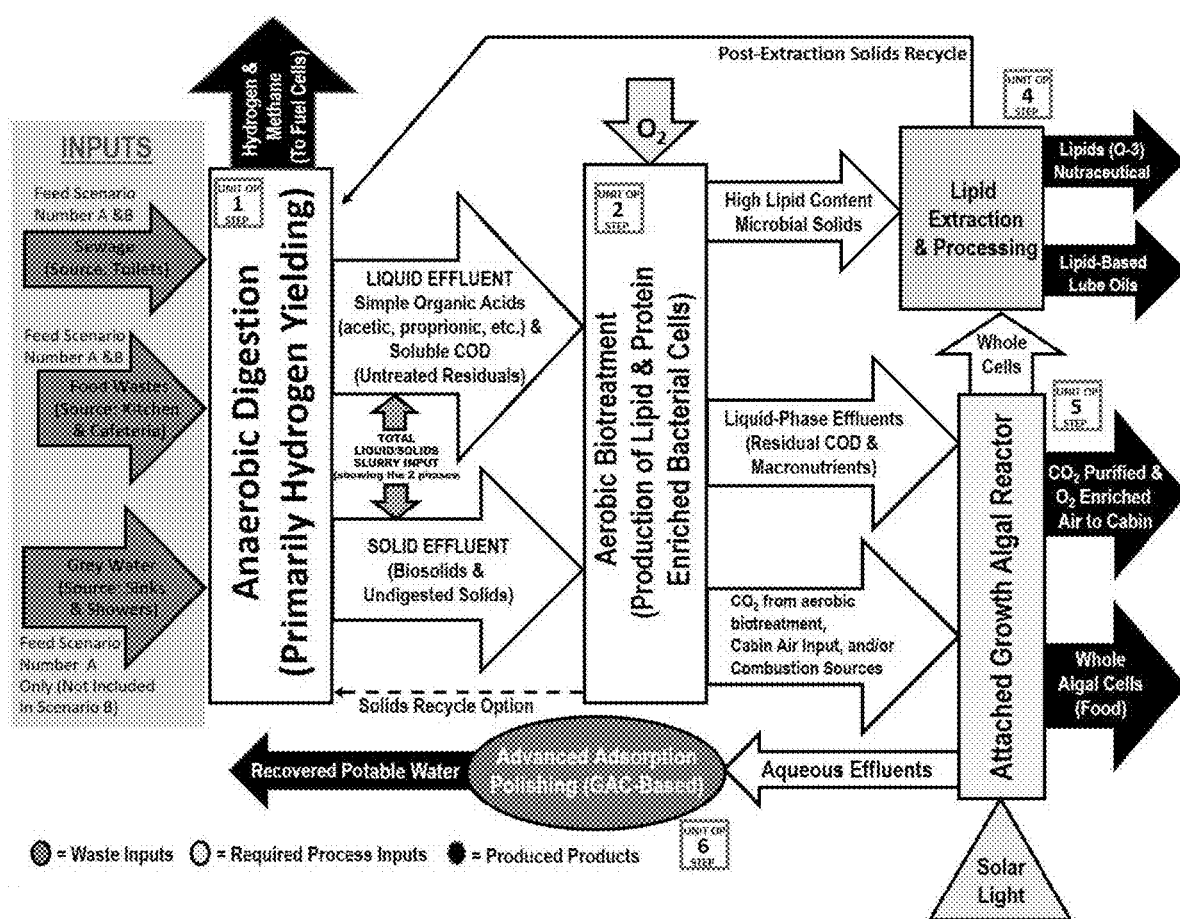 Post-Extraction Solids Recycle
UNIT OP
4
STEP
Hydrogen &
Methane
(To Fuel Cells)
O2
INPUTS
Feed Scenario
Number A &B
Sewage
(Source: Toilets)
Feed Scenario
Number A &B
Food Wastes
(Source: Kitchen
& Cafeteria)
Grey Water
(Source: Sinks
& Showers)
Feed Scenario
Number A
Only (Not Included
in Scenario B)
UNIT OP
1
STEP
Anaerobic Digestion
(Primarily Hydrogen Yielding)
LIQUID EFFLUENT
Simple Organic Acids
(acetic, proprionic, etc.) &
Soluble COD
(Untreated Residuals)
TOTAL
LIQUID/SOLIDS
SLURRY INPUT
(showing the 2 phases)
SOLID EFFLUENT
(Biosolids &
Undigested Solids)
Solids Recycle Option
UNIT OP
2
STEP
Aerobic Biotreatment
(Production of Lipid & Protein
Enriched Bacterial Cells)
High Lipid Content
Microbial Solids
Lipid
Extraction
& Processing
Lipids (O-3)
Nutraceutical
Lipid-Based
Lube Oils
Whole
Cells
UNIT OP
5
STEP
Liquid-Phase Effluents
(Residual COD &
Macronutrients)
CO2 from aerobic
biotreatment,
Cabin Air Input, and/or
Combustion Sources
Attached Growth Algal Reactor
CO2 Purified &
O2 Enriched
Air to Cabin
Whole
Algal Cells
(Food)
Recovered Potable Water
Advanced Adsorption
Polishing (GAC-Based)
Aqueous Effluents
UNIT OP
6
STEP
Solar
Light
= Waste Inputs
= Required Process Inputs
= Produced Products